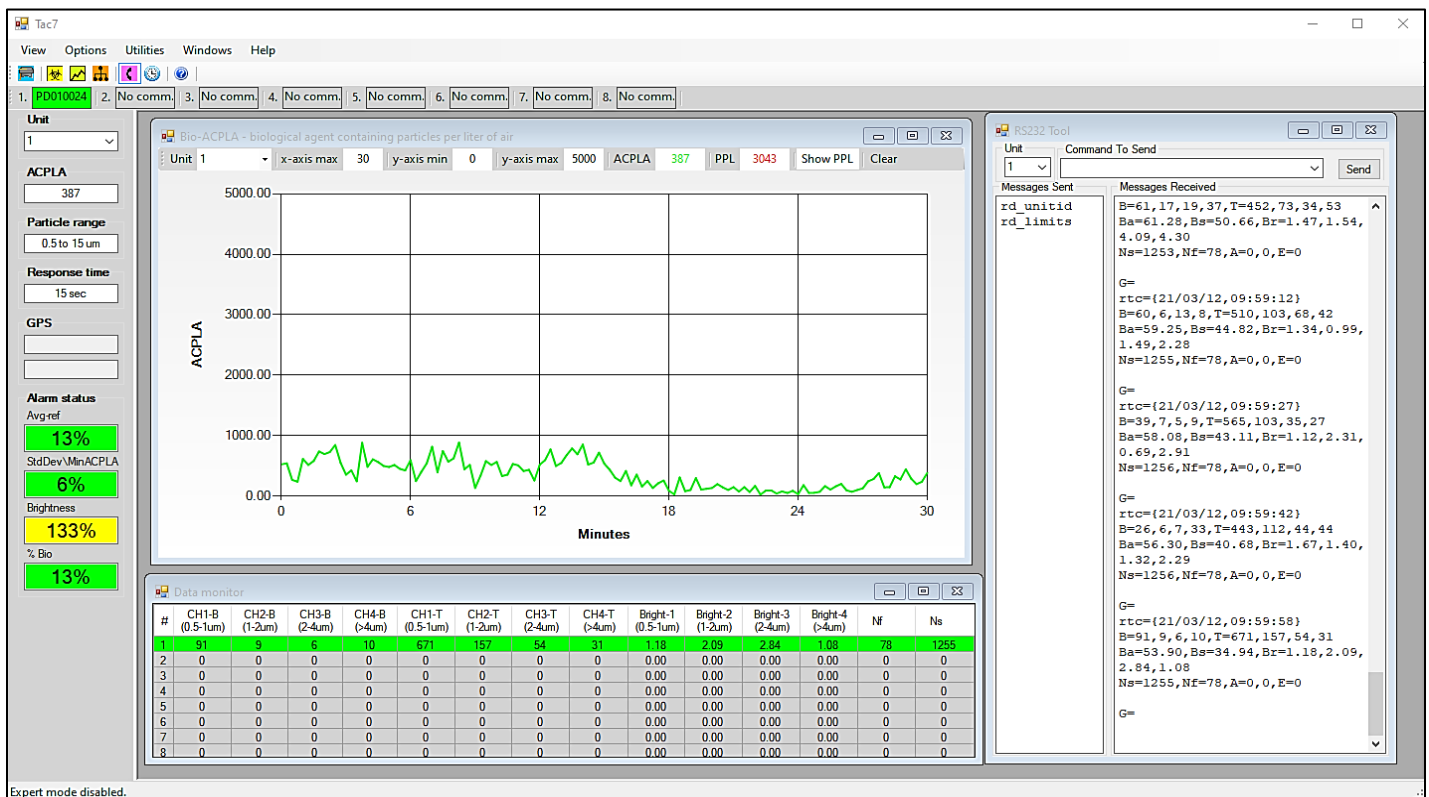 Tac7
View Options Utilities Windows Help
1. PD010024 2. No comm. 3. No comm. 4. No comm. 5. No comm. 6. No comm. 7. No comm. 8. No comm.
Unit
1
ACPLA
387
Particle range
0.5 to 15 um
Response time
15 sec
GPS
Alarm status
Avg-ref
13%
StdDev\MinACPLA
6%
Brightness
133%
% Bio
13%
Bio-ACPLA - biological agent containing particles per liter of air
Unit 1 x-axis max 30 y-axis min 0 y-axis max 5000 ACPLA 387 PPL 3043 Show PPL Clear
5000.00
4000.00
3000.00
2000.00
1000.00
0.00
ACPLA
0 6 12 18 24 30
Minutes
Data monitor
# CH1-B (0.5-1um) CH2-B (1-2um) CH3-B (2-4um) CH4-B (>4um) CH1-T (0.5-1um) CH2-T (1-2um) CH3-T (2-4um) CH4-T (>4um) Bright-1 (0.5-1um) Bright-2 (1-2um) Bright-3 (2-4um) Bright-4 (>4um) Nf Ns
1 91 9 6 10 671 157 54 31 1.18 2.09 2.84 1.08 78 1255
2 0 0 0 0 0 0 0 0 0.00 0.00 0.00 0.00 0 0
3 0 0 0 0 0 0 0 0 0.00 0.00 0.00 0.00 0 0
4 0 0 0 0 0 0 0 0 0.00 0.00 0.00 0.00 0 0
5 0 0 0 0 0 0 0 0 0.00 0.00 0.00 0.00 0 0
6 0 0 0 0 0 0 0 0 0.00 0.00 0.00 0.00 0 0
7 0 0 0 0 0 0 0 0 0.00 0.00 0.00 0.00 0 0
8 0 0 0 0 0 0 0 0 0.00 0.00 0.00 0.00 0 0
RS232 Tool
Unit Command To Send
1 Send
Messages Sent
rd_unitid
rd_limits
Messages Received
B=61,17,19,37,T=452,73,34,53
Ba=61.28,Bs=50.66,Br=1.47,1.54,
4.09,4.30
Ns=1253,Nf=78,A=0,0,E=0
G=
rtc={21/03/12,09:59:12}
B=60,6,13,8,T=510,103,68,42
Ba=59.25,Bs=44.82,Br=1.34,0.99,
1.49,2.28
Ns=1255,Nf=78,A=0,0,E=0
G=
rtc={21/03/12,09:59:27}
B=39,7,5,9,T=565,103,35,27
Ba=58.08,Bs=43.11,Br=1.12,2.31,
0.69,2.91
Ns=1256,Nf=78,A=0,0,E=0
G=
rtc={21/03/12,09:59:42}
B=26,6,7,33,T=443,112,44,44
Ba=56.30,Bs=40.68,Br=1.67,1.40,
1.32,2.29
Ns=1256,Nf=78,A=0,0,E=0
G=
rtc={21/03/12,09:59:58}
B=91,9,6,10,T=671,157,54,31
Ba=53.90,Bs=34.94,Br=1.18,2.09,
2.84,1.08
Ns=1255,Nf=78,A=0,0,E=0
G=
Expert mode disabled.